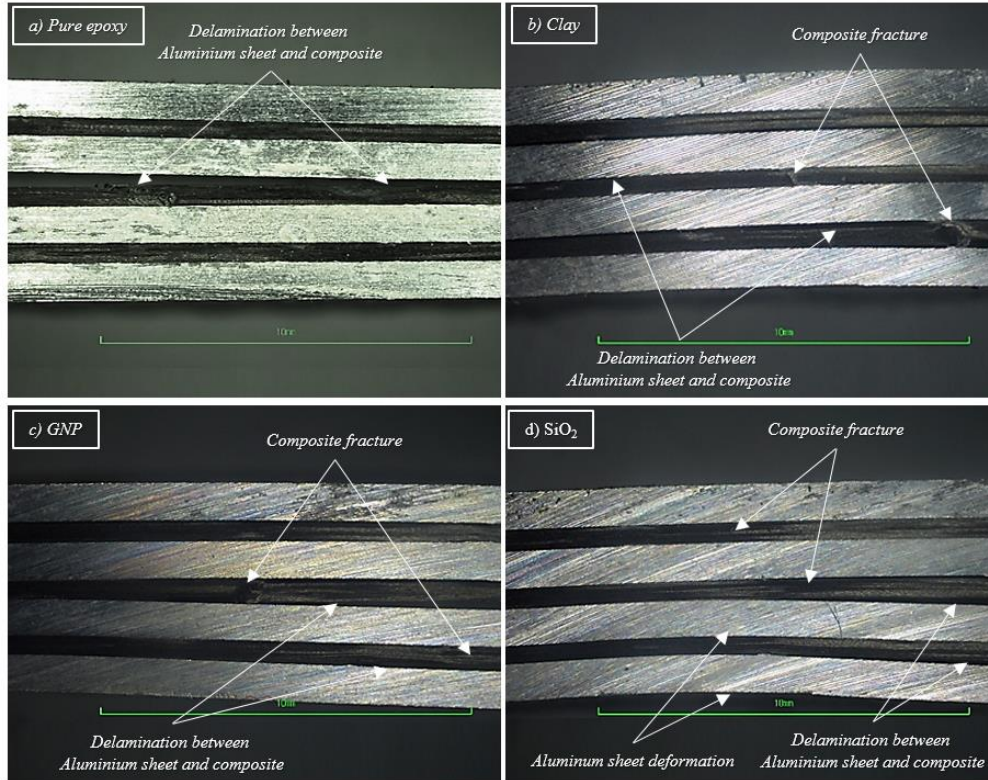 a) Pure epoxy
Delamination between
Aluminium sheet and composite
10mm
b) Clay
Composite fracture
10mm
Delamination between
Aluminium sheet and composite
c) GNP
Composite fracture
10mm
Delamination between
Aluminium sheet and composite
d) SiO₂
Composite fracture
10mm
Aluminum sheet deformation
Delamination between
Aluminium sheet and composite